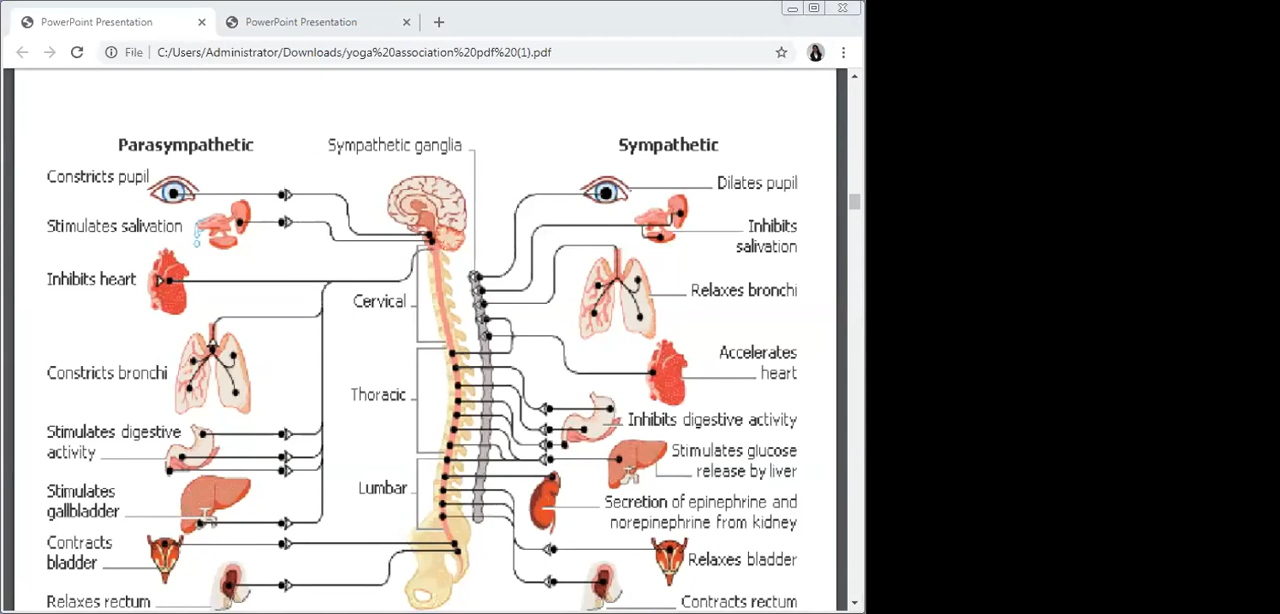 PowerPoint Presentation
PowerPoint Presentation
File
C:/Users/Administrator/Downloads/yoga%20association%20pdf%20(1).pdf
Parasympathetic
Sympathetic ganglia
Sympathetic
Constricts pupil
Stimulates salivation
Inhibits heart
Constricts bronchi
Stimulates digestive
activity
Stimulates
gallbladder
Contracts
bladder
Relaxes rectum
Cervical
Thoracic
Lumbar
Dilates pupil
Inhibits
salivation
Relaxes bronchi
Accelerates
heart
Inhibits digestive activity
Stimulates glucose
release by liver
Secretion of epinephrine and
norepinephrine from kidney
Relaxes bladder
Contracts rectum